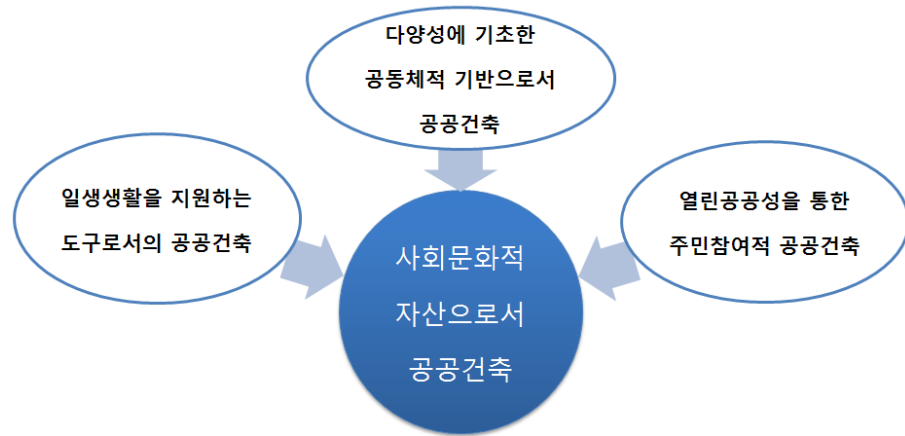 다양성에 기초한
공동체적 기반으로서
공공건축
일생생활을 지원하는
도구로서의 공공건축
열린공공성을 통한
주민참여적 공공건축
사회문화적
자산으로서
공공건축